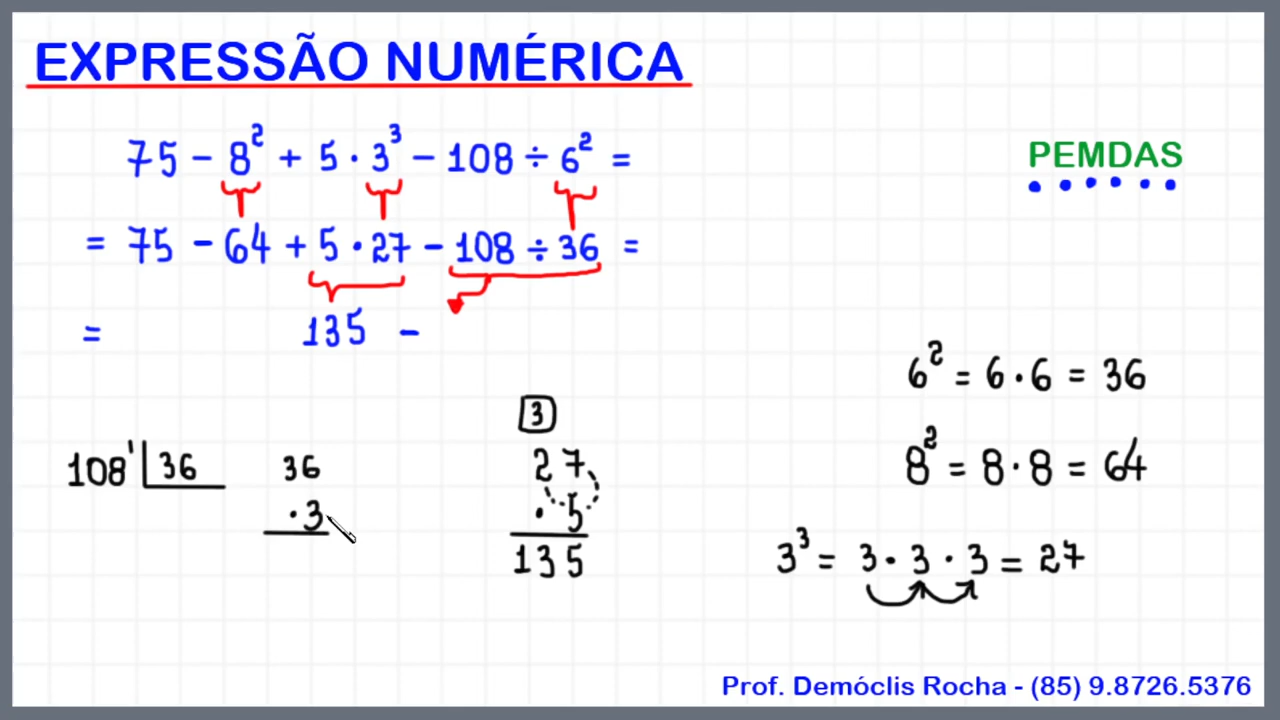 EXPRESSÃO NUMÉRICA
75 - 8² + 5 · 3³ - 108 ÷ 6² =
PEMDAS
= 75 - 64 + 5 · 27 - 108 ÷ 36 =
= 135 -
6² = 6 · 6 = 36
3
108' 36
36
· 3
27
· 5
135
8² = 8 · 8 = 64
3³ = 3 · 3 · 3 = 27
Prof. Demóclis Rocha - (85) 9.8726.5376